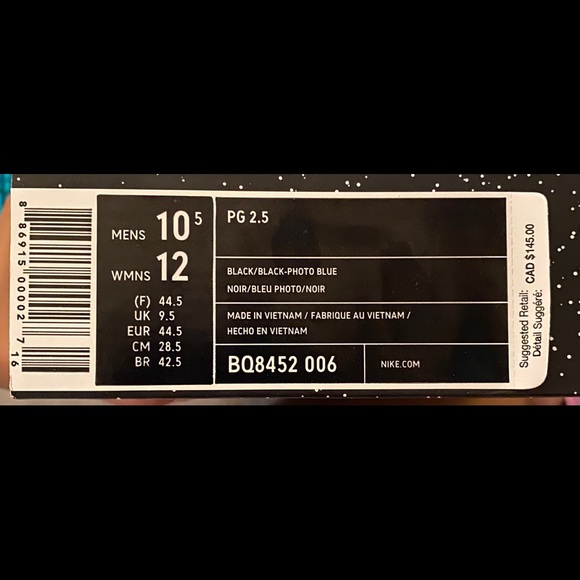 8 86915 00002 7 16
MENS 10 5
WMNS 12
(F) 44.5
UK 9.5
EUR 44.5
CM 28.5
BR 42.5
PG 2.5
BLACK/BLACK-PHOTO BLUE
NOIR/BLEU PHOTO/NOIR
MADE IN VIETNAM / FABRIQUE AU VIETNAM /
HECHO EN VIETNAM
BQ8452 006
NIKE.COM
Suggested Retail: CAD $145.00
Détail Suggéré: